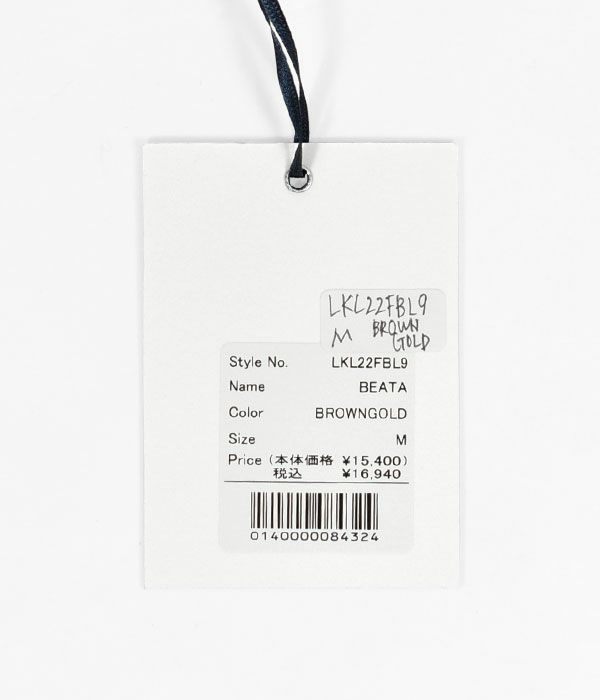 LKL22FBL9
M BROWN
GOLD
Style No. LKL22FBL9
Name BEATA
Color BROWNGOLD
Size M
Price (本体価格 ¥15,400)
税込 ¥16,940
0140000084324